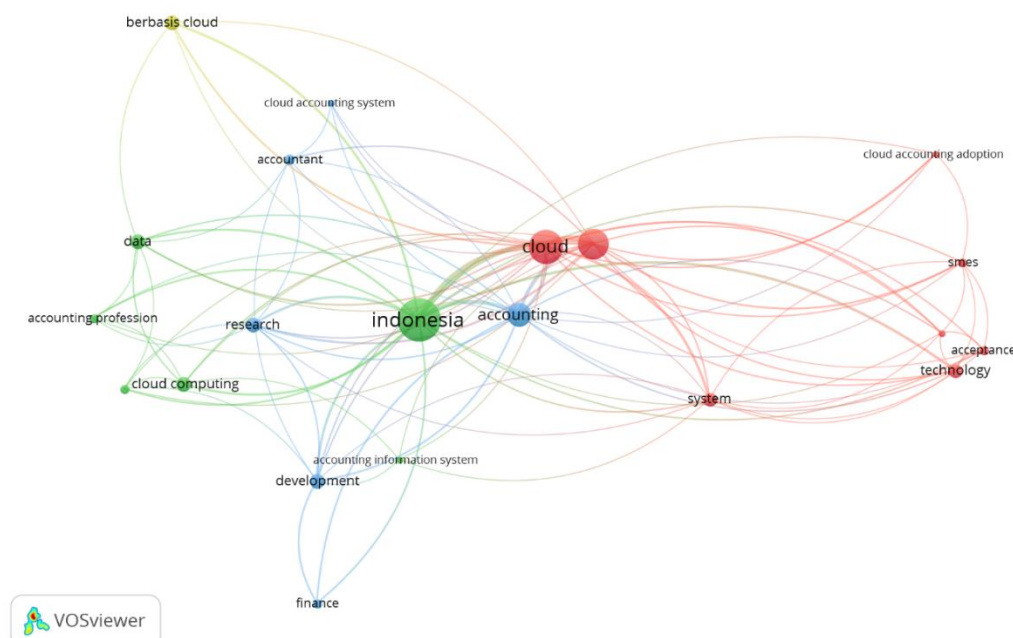 berbasis cloud
cloud accounting system
accountant
cloud accounting adoption
data
cloud
smes
accounting profession
research
indonesia
accounting
acceptance
technology
cloud computing
system
accounting information system
development
finance
VOSviewer